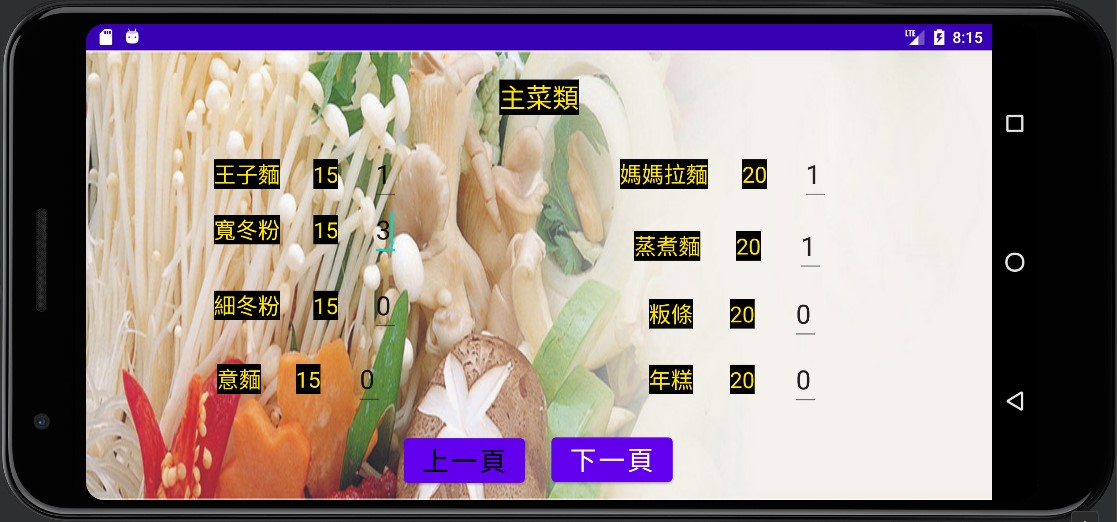 LTE 8:15
主菜類
王子麵 15 1 媽媽拉麵 20 1
寬冬粉 15 3 蒸煮麵 20 1
細冬粉 15 0 粄條 20 0
意麵 15 0 年糕 20 0
上一頁 下一頁